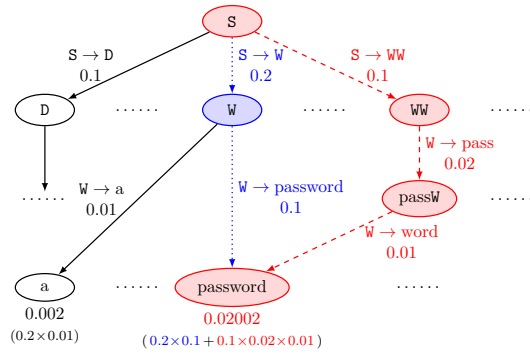 S
S → D
0.1
S → W
0.2
S → WW
0.1
D
......
W
......
WW
......
W → pass
0.02
......
W → a
0.01
W → password
0.1
passW
......
W → word
0.01
a
......
password
......
0.002
(0.2×0.01)
0.02002
(0.2×0.1+0.1×0.02×0.01)